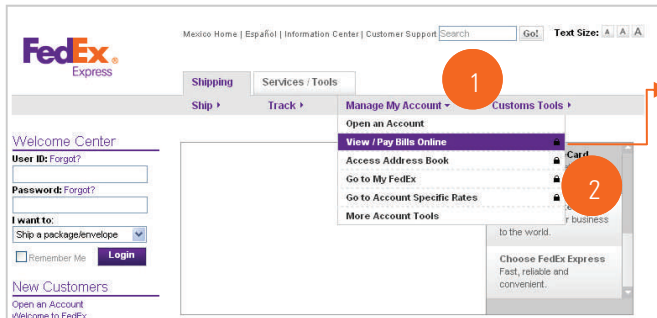 Mexico Home | Español | Information Center | Customer Support Search Go! Text Size: A A A
FedEx®
Express
Shipping Services / Tools
Ship Track Manage My Account Customs Tools
1
Open an Account
View / Pay Bills Online
Access Address Book
Go to My FedEx
Go to Account Specific Rates
More Account Tools
Card
2
r business
to the world.
Choose FedEx Express
Fast, reliable and
convenient.
Welcome Center
User ID: Forgot?
Password: Forgot?
I want to:
Ship a package/envelope
Remember Me Login
New Customers
Open an Account
Welcome to FedEx